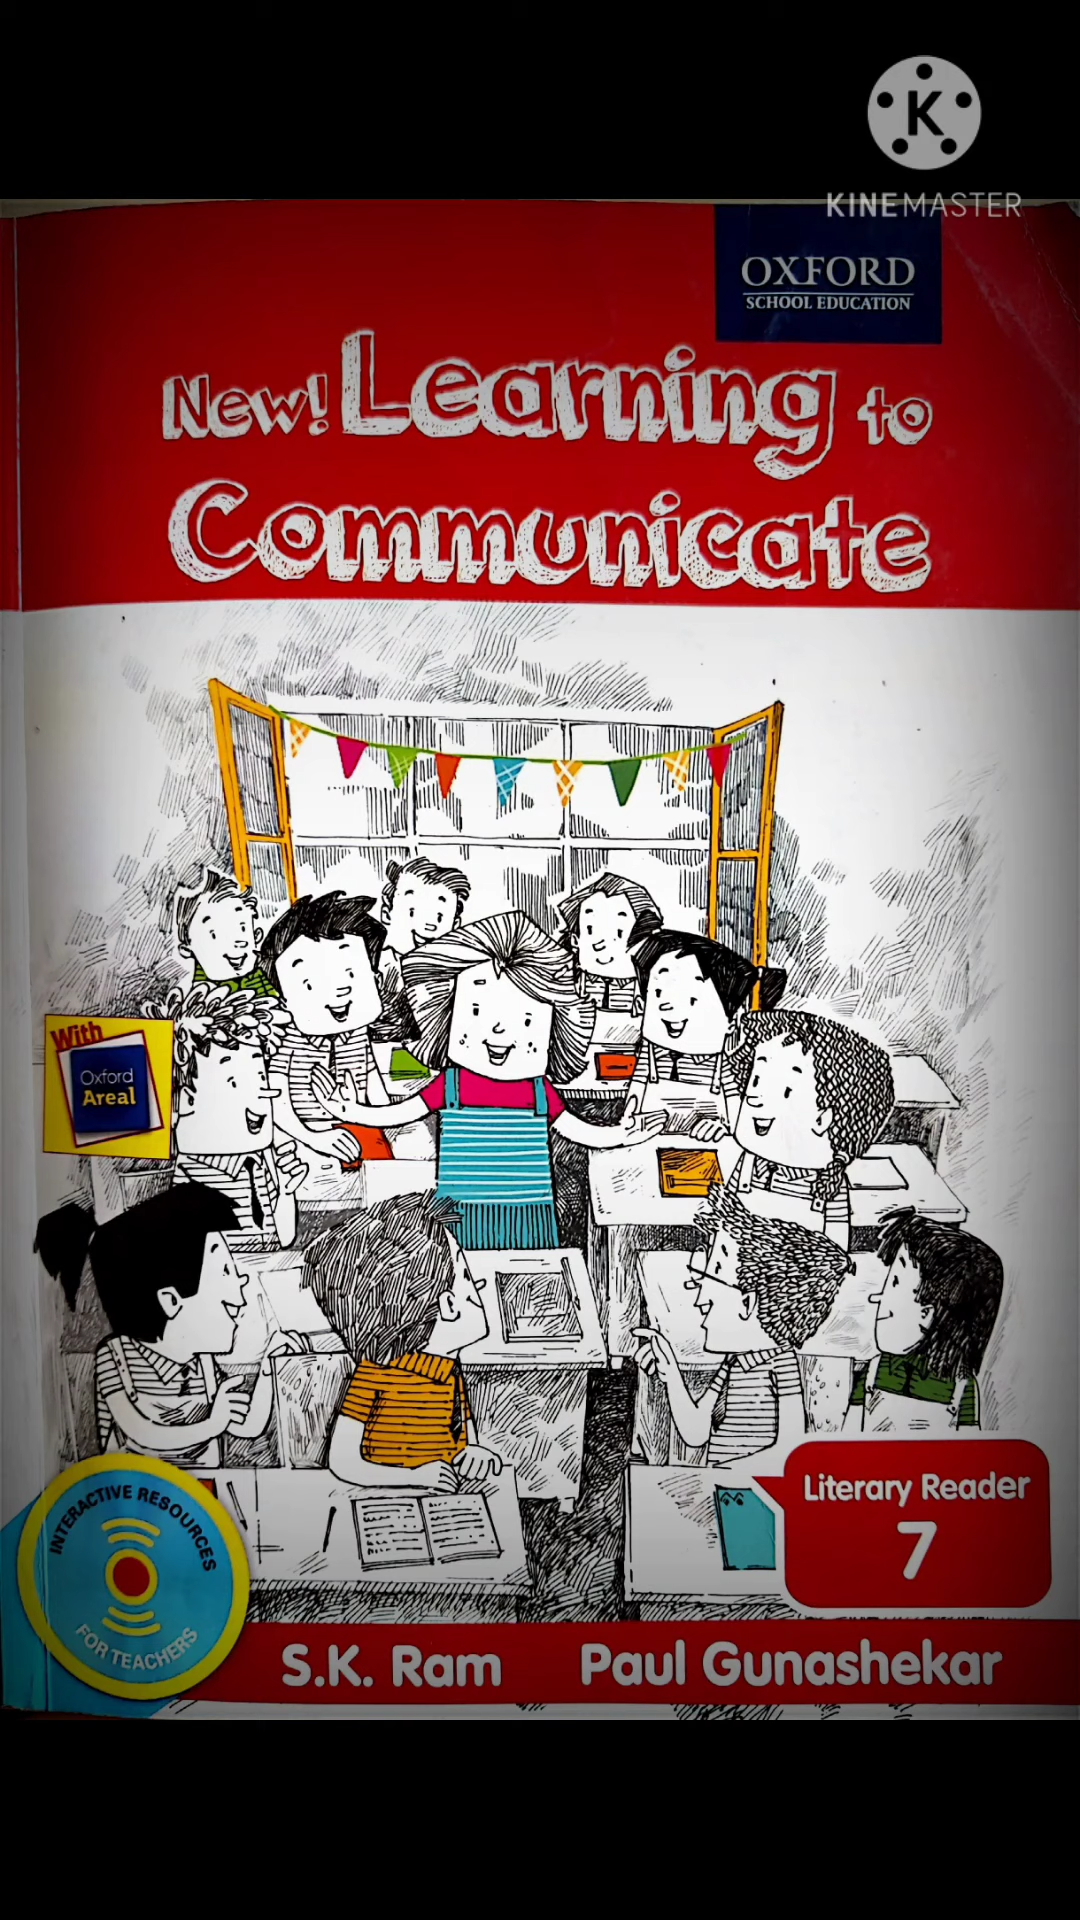 K
KINEMASTER
OXFORD
SCHOOL EDUCATION
New! Learning to
Communicate
With
Oxford
Areal
INTERACTIVE RESOURCES
FOR TEACHERS
Literary Reader
7
S.K. Ram Paul Gunashekar